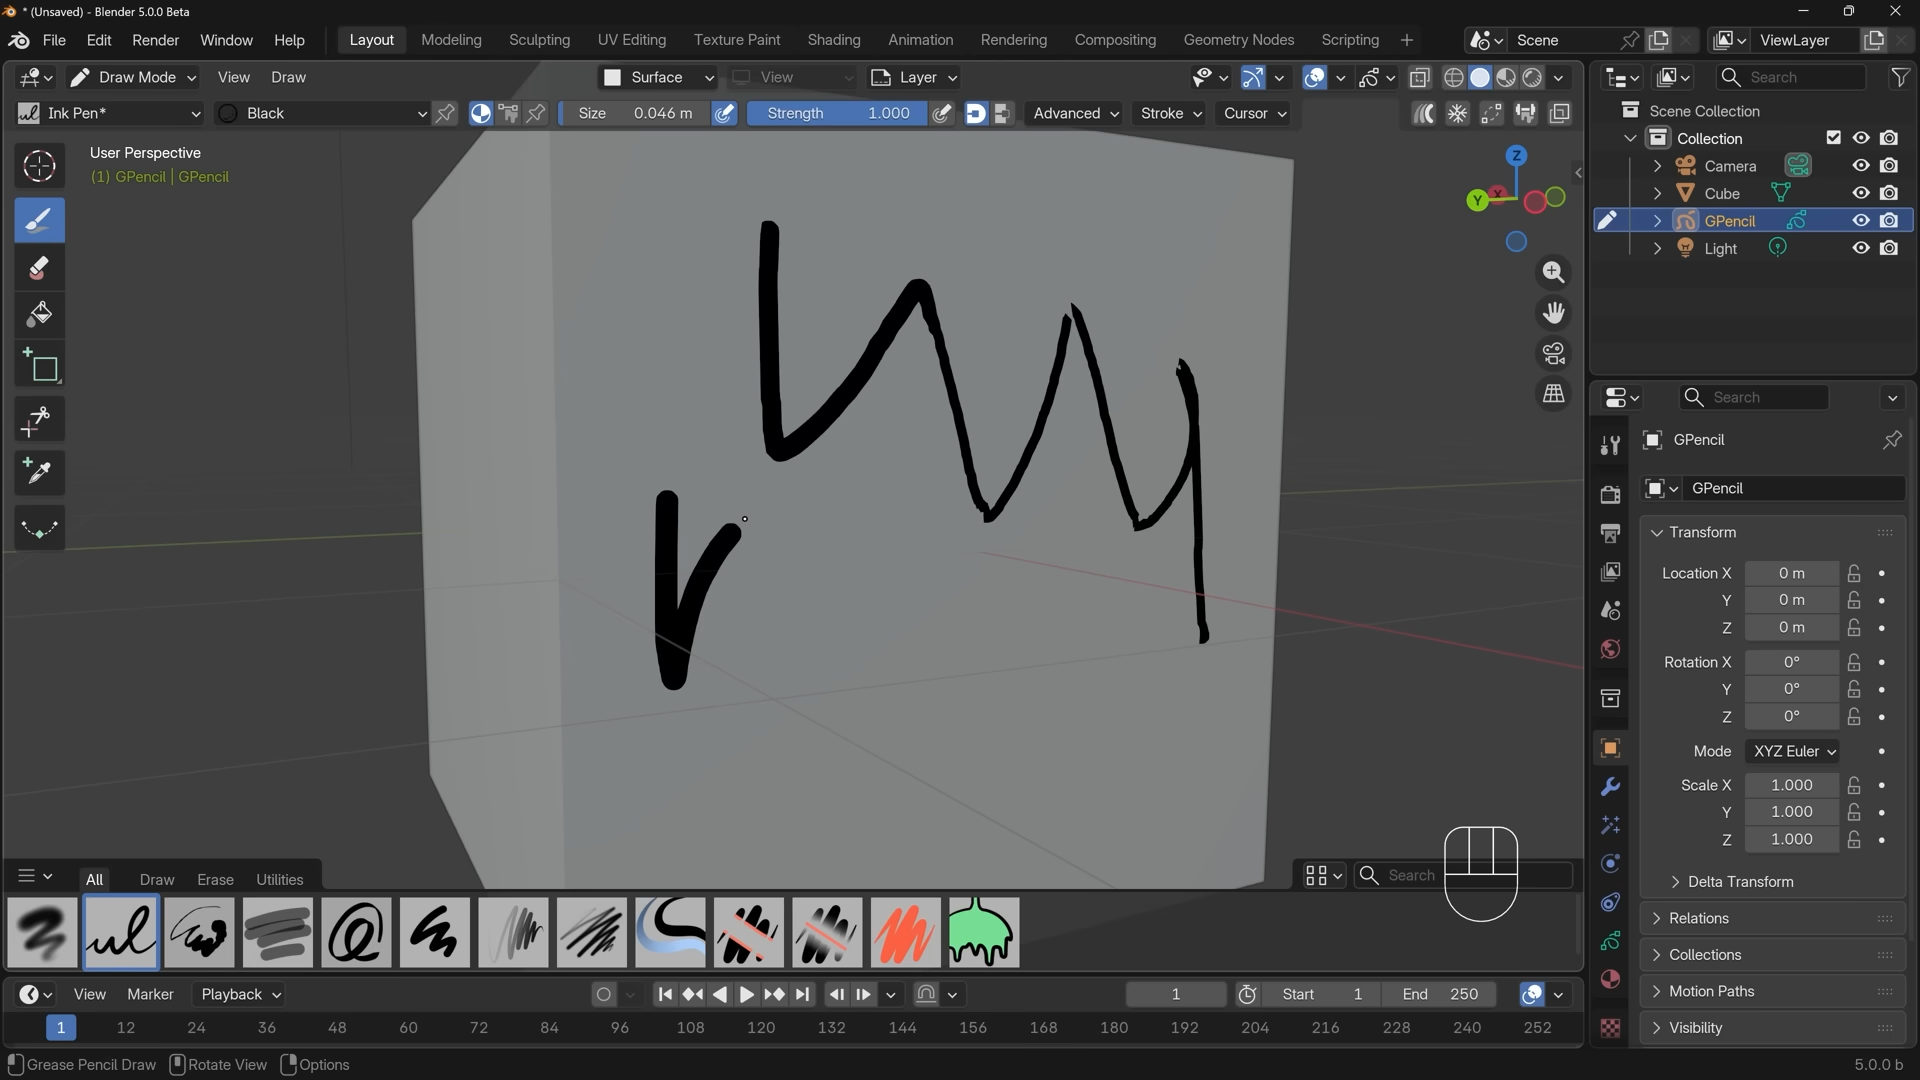 * (Unsaved) - Blender 5.0.0 Beta
File Edit Render Window Help Layout Modeling Sculpting UV Editing Texture Paint Shading Animation Rendering Compositing Geometry Nodes Scripting + Scene ViewLayer
Draw Mode View Draw Surface View Layer Search
Ink Pen* Black Size 0.046 m Strength 1.000 Advanced Stroke Cursor
Scene Collection
Collection
Camera
Cube
GPencil
Light
User Perspective
(1) GPencil | GPencil
Z
Y X
Search
GPencil
GPencil
Transform
Location X 0 m
Y 0 m
Z 0 m
Rotation X 0°
Y 0°
Z 0°
Mode XYZ Euler
Scale X 1.000
Y 1.000
Z 1.000
Delta Transform
Relations
Collections
Motion Paths
Visibility
All Draw Erase Utilities Search
View Marker Playback 1 Start 1 End 250
1 12 24 36 48 60 72 84 96 108 120 132 144 156 168 180 192 204 216 228 240 252
Grease Pencil Draw Rotate View Options 5.0.0 b